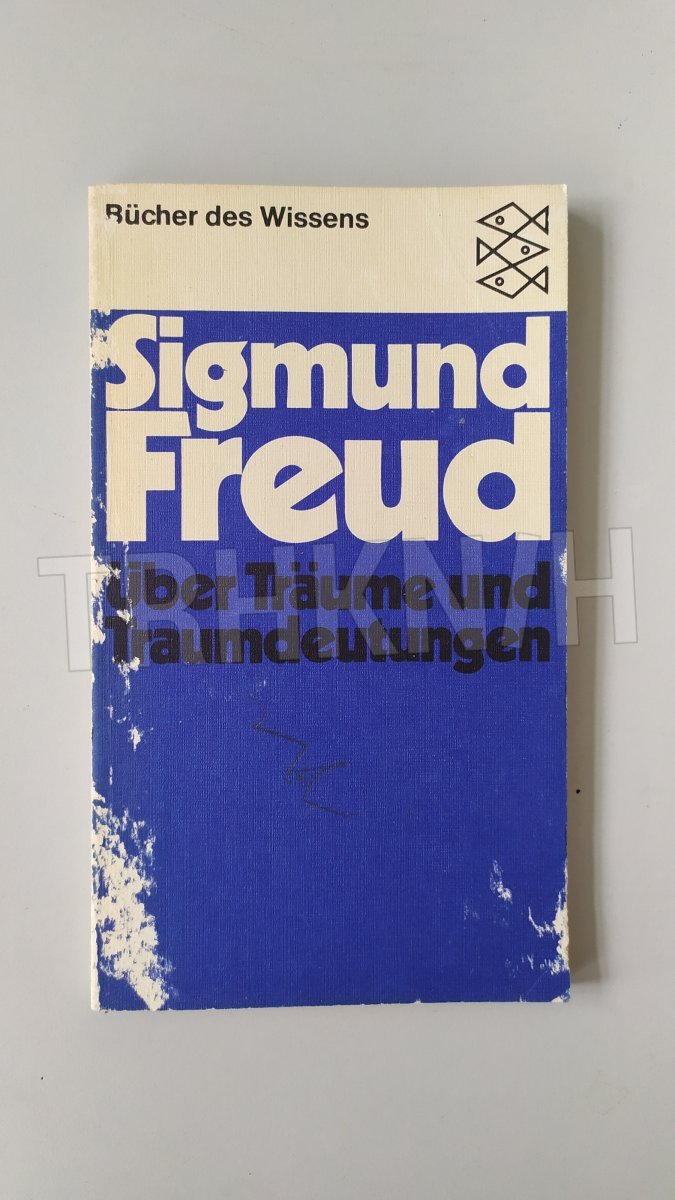 Bücher des Wissens
Sigmund
Freud
Über Träume und
Traumdeutungen